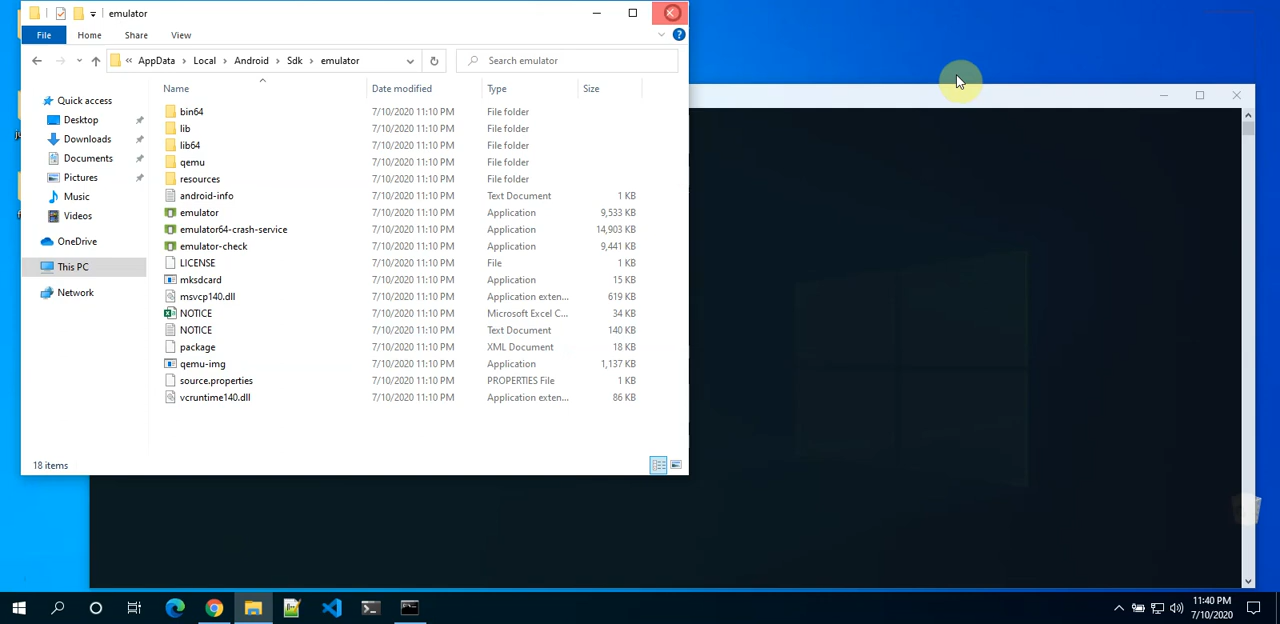 emulator
File Home Share View
« AppData > Local > Android > Sdk > emulator
Search emulator
Name Date modified Type Size
Quick access
Desktop
Downloads
Documents
Pictures
Music
Videos
OneDrive
This PC
Network
bin64 7/10/2020 11:10 PM File folder
lib 7/10/2020 11:10 PM File folder
lib64 7/10/2020 11:10 PM File folder
qemu 7/10/2020 11:10 PM File folder
resources 7/10/2020 11:10 PM File folder
android-info 7/10/2020 11:10 PM Text Document 1 KB
emulator 7/10/2020 11:10 PM Application 9,533 KB
emulator64-crash-service 7/10/2020 11:10 PM Application 14,903 KB
emulator-check 7/10/2020 11:10 PM Application 9,441 KB
LICENSE 7/10/2020 11:10 PM File 1 KB
mksdcard 7/10/2020 11:10 PM Application 15 KB
msvcp140.dll 7/10/2020 11:10 PM Application exten... 619 KB
NOTICE 7/10/2020 11:10 PM Microsoft Excel C... 34 KB
NOTICE 7/10/2020 11:10 PM Text Document 140 KB
package 7/10/2020 11:10 PM XML Document 18 KB
qemu-img 7/10/2020 11:10 PM Application 1,137 KB
source.properties 7/10/2020 11:10 PM PROPERTIES File 1 KB
vcruntime140.dll 7/10/2020 11:10 PM Application exten... 86 KB
18 items
11:40 PM
7/10/2020